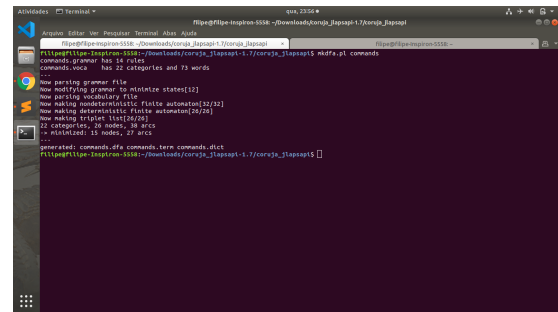 Atividades
Terminal
qua, 23:56
filipe@filipe-Inspiron-5558: ~/Downloads/coruja_jlapsapi-1.7/coruja_jlapsapi
Arquivo Editar Ver Pesquisar Terminal Abas Ajuda
filipe@filipe-Inspiron-5558: ~/Downloads/coruja_jlapsapi-1.7/coruja_jlapsapi ×
filipe@filipe-Inspiron-5558: ~ ×
filipe@filipe-Inspiron-5558:~/Downloads/coruja_jlapsapi-1.7/coruja_jlapsapi$ mkdfa.pl commands
commands.grammar has 14 rules
commands.voca has 22 categories and 73 words
---
Now parsing grammar file
Now modifying grammar to minimize states[12]
Now parsing vocabulary file
Now making nondeterministic finite automaton[32/32]
Now making deterministic finite automaton[26/26]
Now making triplet list[26/26]
22 categories, 26 nodes, 38 arcs
-> minimized: 15 nodes, 27 arcs
---
generated: commands.dfa commands.term commands.dict
filipe@filipe-Inspiron-5558:~/Downloads/coruja_jlapsapi-1.7/coruja_jlapsapi$